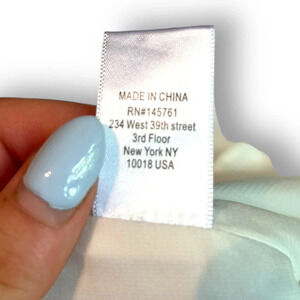 MADE IN CHINA
RN#145761
234 West 39th street
3rd Floor
New York NY
10018 USA